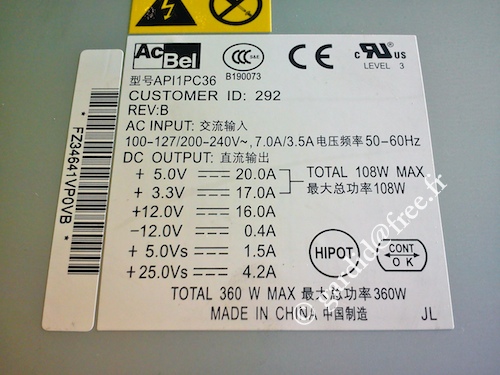 AcBel
CCC
B190073
CE
c RU us
LEVEL 3
型号API1PC36
CUSTOMER ID: 292
REV:B
AC INPUT: 交流输入
100-127/200-240V~, 7.0A/3.5A 电压频率 50-60Hz
DC OUTPUT: 直流输出
+ 5.0V ⎓ 20.0A TOTAL 108W MAX
+ 3.3V ⎓ 17.0A 最大总功率108W
+12.0V ⎓ 16.0A
-12.0V ⎓ 0.4A
+ 5.0Vs ⎓ 1.5A
+25.0Vs ⎓ 4.2A
HIPOT
CONT
OK
TOTAL 360 W MAX 最大总功率360W
MADE IN CHINA 中国制造 JL
* FZ34641VP0VB *